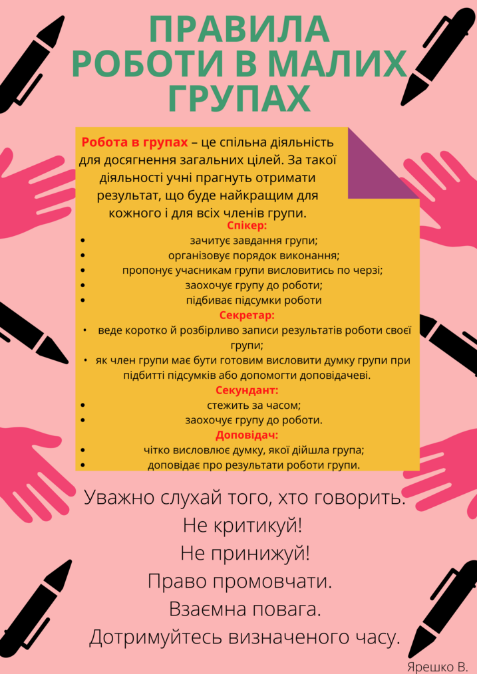 ПРАВИЛА
РОБОТИ В МАЛИХ
ГРУПАХ
Робота в групах – це спільна діяльність
для досягнення загальних цілей. За такої
діяльності учні прагнуть отримати
результат, що буде найкращим для
кожного і для всіх членів групи.
Спікер:
• зачитує завдання групи;
• організовує порядок виконання;
• пропонує учасникам групи висловитись по черзі;
• заохочує групу до роботи;
• підбиває підсумки роботи
Секретар:
• веде коротко й розбірливо записи результатів роботи своєї
групи;
• як член групи має бути готовим висловити думку групи при
підбитті підсумків або допомогти доповідачеві.
Секундант:
• стежить за часом;
• заохочує групу до роботи.
Доповідач:
• чітко висловлює думку, якої дійшла група;
• доповідає про результати роботи групи.
Уважно слухай того, хто говорить.
Не критикуй!
Не принижуй!
Право промовчати.
Взаємна повага.
Дотримуйтесь визначеного часу.
Ярешко В.